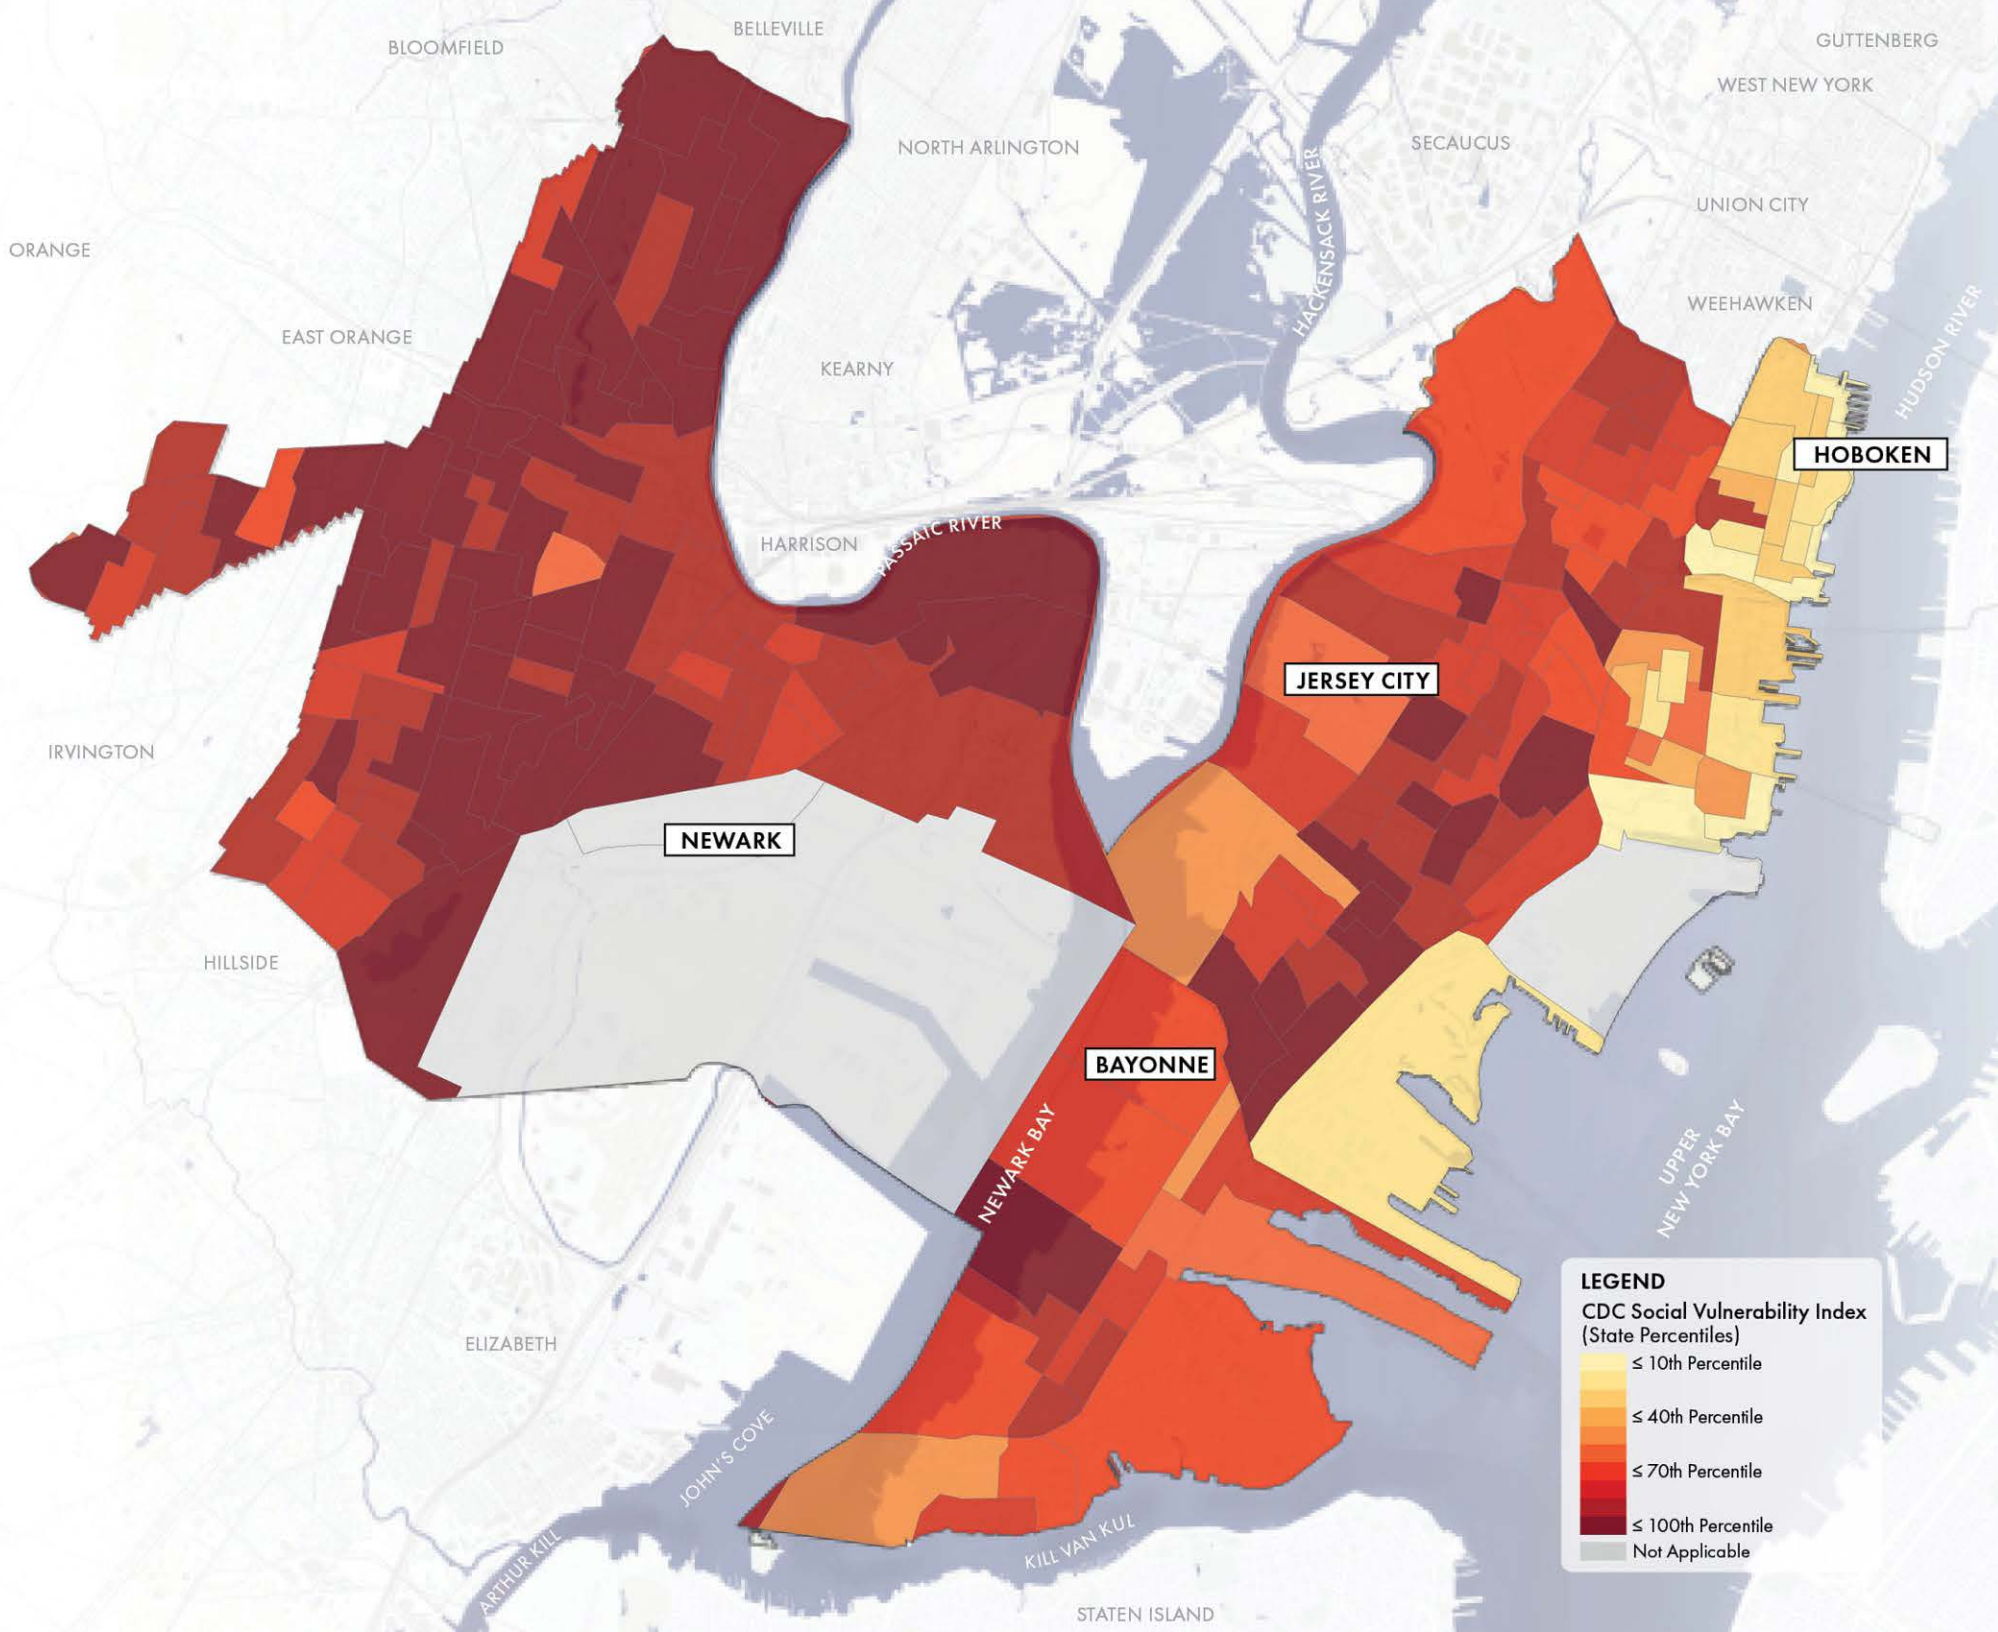 BELLEVILLE
BLOOMFIELD
GUTTENBERG
WEST NEW YORK
NORTH ARLINGTON
SECAUCUS
HACKENSACK RIVER
UNION CITY
ORANGE
WEEHAWKEN
HUDSON RIVER
EAST ORANGE
KEARNY
HOBOKEN
PASSAIC RIVER
HARRISON
JERSEY CITY
IRVINGTON
NEWARK
HILLSIDE
BAYONNE
NEWARK BAY
UPPER
NEW YORK BAY
ELIZABETH
JOHN'S COVE
ARTHUR KILL
KILL VAN KUL
STATEN ISLAND
LEGEND
CDC Social Vulnerability Index
(State Percentiles)
≤ 10th Percentile
≤ 40th Percentile
≤ 70th Percentile
≤ 100th Percentile
Not Applicable